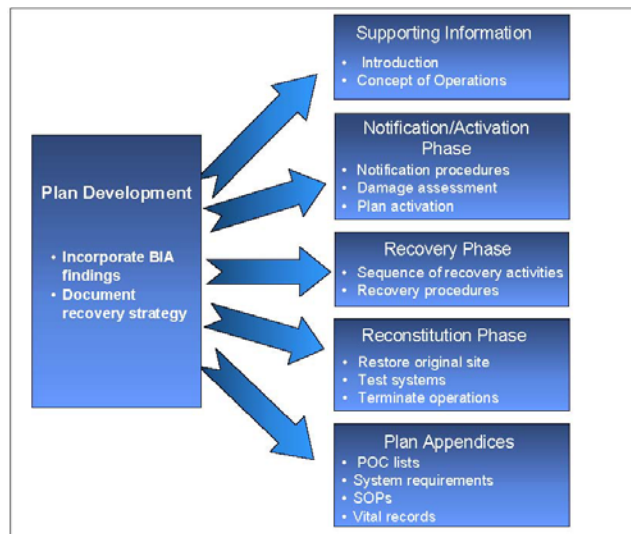 Plan Development
• Incorporate BIA
findings
• Document
recovery strategy
Supporting Information
• Introduction
• Concept of Operations
Notification/Activation
Phase
• Notification procedures
• Damage assessment
• Plan activation
Recovery Phase
• Sequence of recovery activities
• Recovery procedures
Reconstitution Phase
• Restore original site
• Test systems
• Terminate operations
Plan Appendices
• POC lists
• System requirements
• SOPs
• Vital records